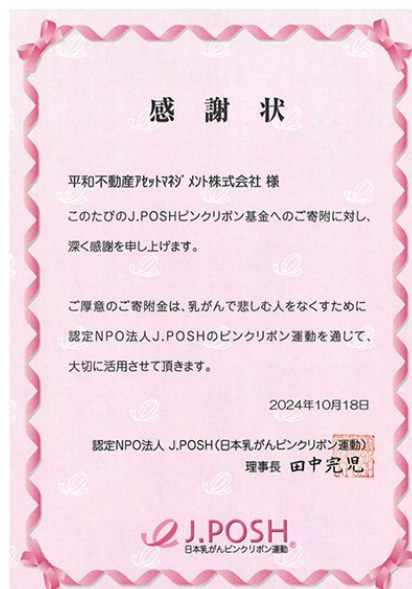 感謝状
平和不動産ｱｾｯﾄﾏﾈｼﾞﾒﾝﾄ株式会社 様
このたびのJ.POSHピンクリボン基金へのご寄附に対し、
深く感謝を申し上げます。
ご厚意のご寄附金は、乳がんで悲しむ人をなくすために
認定NPO法人J.POSHのピンクリボン運動を通じて、
大切に活用させて頂きます。
2024年10月18日
認定NPO法人 J.POSH(日本乳がんピンクリボン運動)
理事長 田中完児
J.POSH®
日本乳がんピンクリボン運動